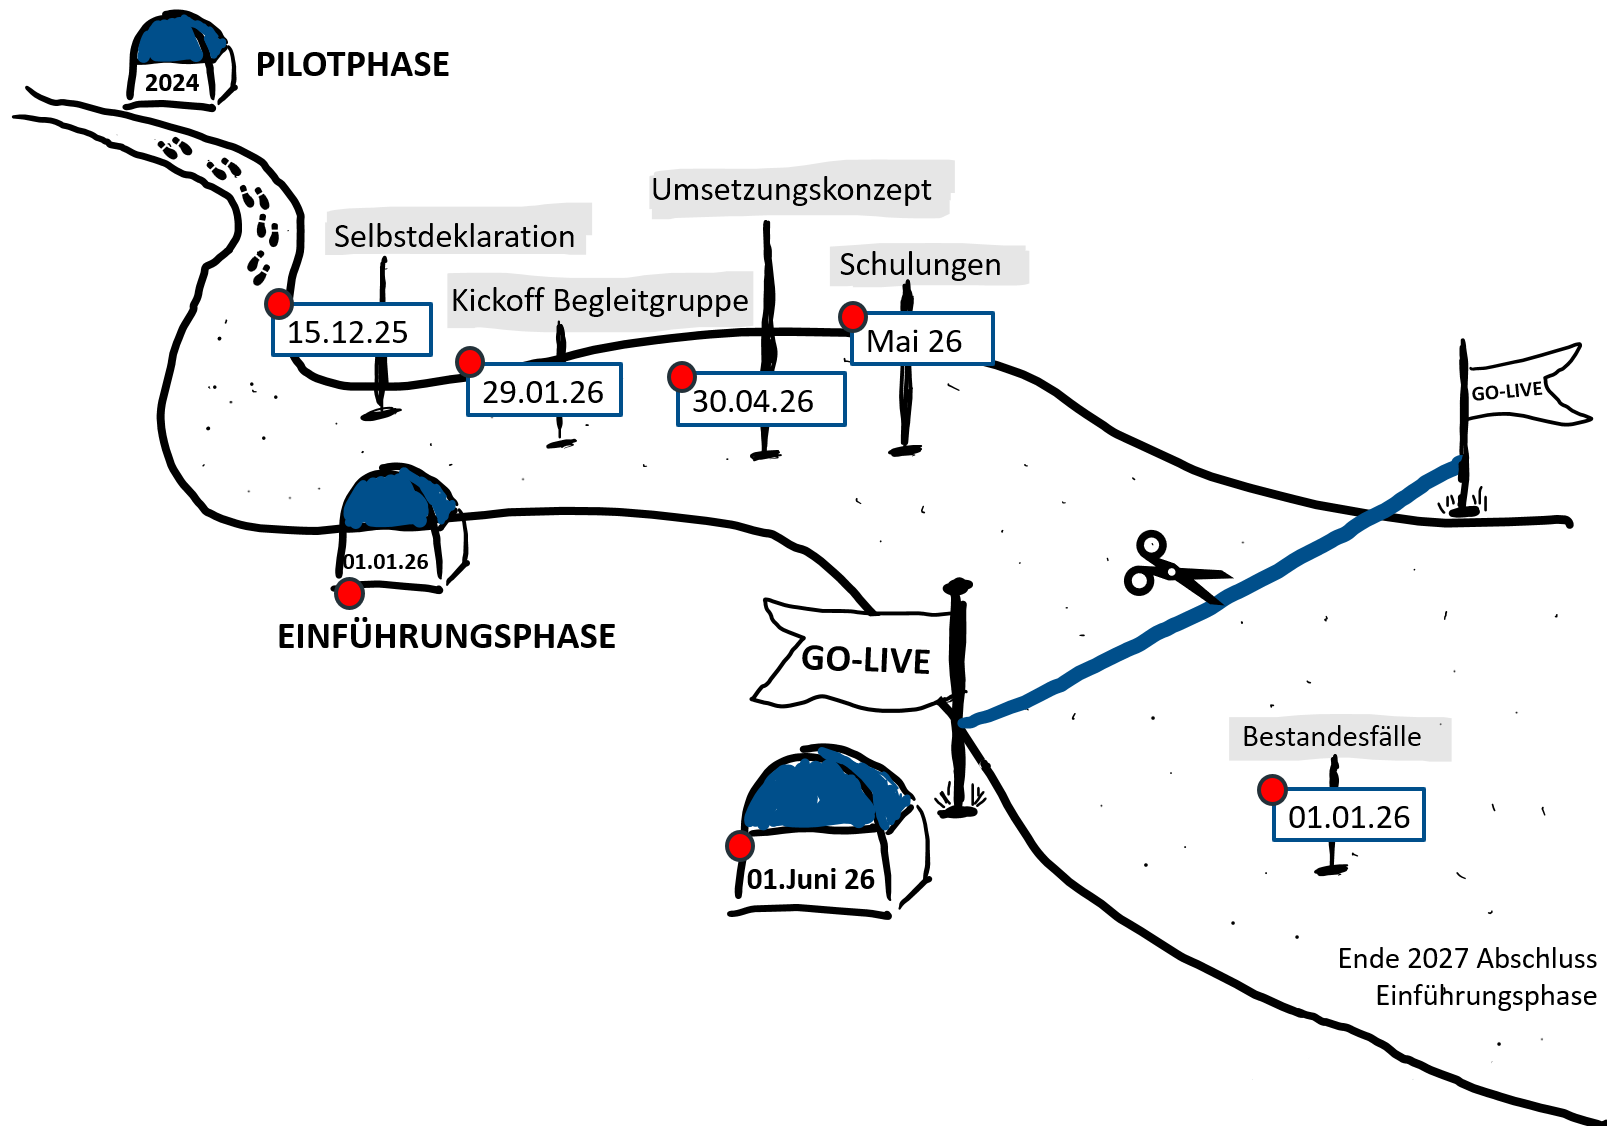 PILOTPHASE
2024
Umsetzungskonzept
Selbstdeklaration
Schulungen
Kickoff Begleitgruppe
15.12.25
Mai 26
29.01.26
30.04.26
GO-LIVE
01.01.26
EINFÜHRUNGSPHASE
GO-LIVE
Bestandesfälle
01.01.26
01.Juni 26
Ende 2027 Abschluss
Einführungsphase